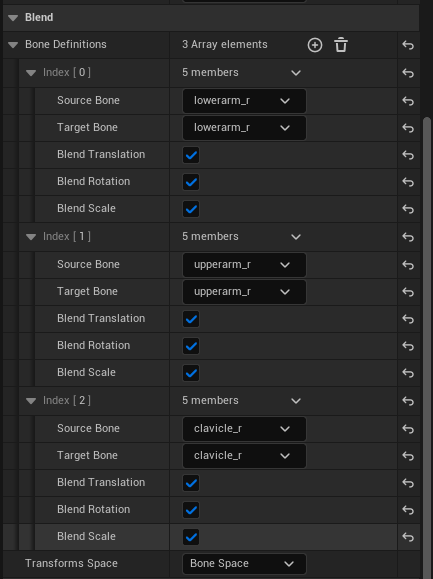 Blend
Bone Definitions 3 Array elements
Index [ 0 ] 5 members
Source Bone lowerarm_r
Target Bone lowerarm_r
Blend Translation
Blend Rotation
Blend Scale
Index [ 1 ] 5 members
Source Bone upperarm_r
Target Bone upperarm_r
Blend Translation
Blend Rotation
Blend Scale
Index [ 2 ] 5 members
Source Bone clavicle_r
Target Bone clavicle_r
Blend Translation
Blend Rotation
Blend Scale
Transforms Space Bone Space